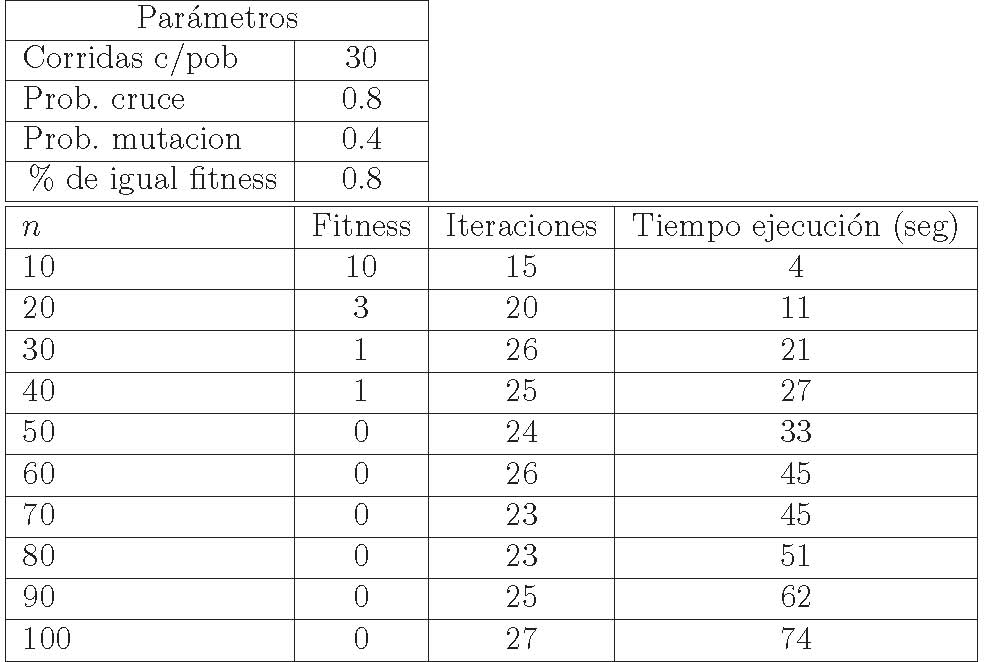 Parámetros
Corridas c/pob 30
Prob. cruce 0.8
Prob. mutacion 0.4
% de igual fitness 0.8
n Fitness Iteraciones Tiempo ejecución (seg)
10 10 15 4
20 3 20 11
30 1 26 21
40 1 25 27
50 0 24 33
60 0 26 45
70 0 23 45
80 0 23 51
90 0 25 62
100 0 27 74